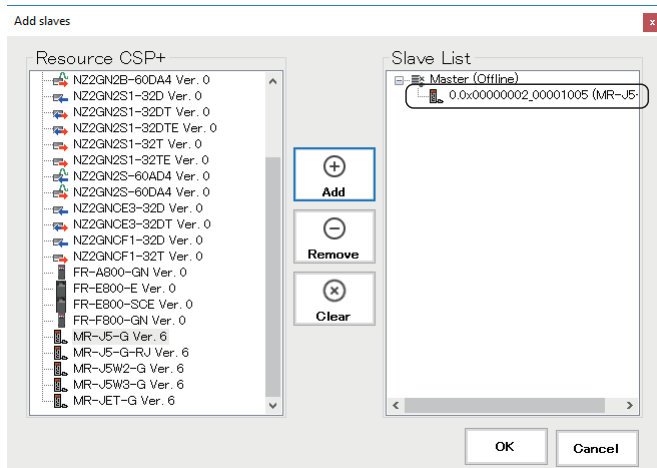 Add slaves
x
Resource CSP+
NZ2GN2B-60DA4 Ver. 0
NZ2GN2S1-32D Ver. 0
NZ2GN2S1-32DT Ver. 0
NZ2GN2S1-32DTE Ver. 0
NZ2GN2S1-32T Ver. 0
NZ2GN2S1-32TE Ver. 0
NZ2GN2S-60AD4 Ver. 0
NZ2GN2S-60DA4 Ver. 0
NZ2GNCE3-32D Ver. 0
NZ2GNCE3-32DT Ver. 0
NZ2GNCF1-32D Ver. 0
NZ2GNCF1-32T Ver. 0
FR-A800-GN Ver. 0
FR-E800-E Ver. 0
FR-E800-SCE Ver. 0
FR-F800-GN Ver. 0
MR-J5-G Ver. 6
MR-J5-G-RJ Ver. 6
MR-J5W2-G Ver. 6
MR-J5W3-G Ver. 6
MR-JET-G Ver. 6
Add
Remove
Clear
Slave List
Master (Offline)
0.0x00000002_00001005 (MR-J5-
OK
Cancel